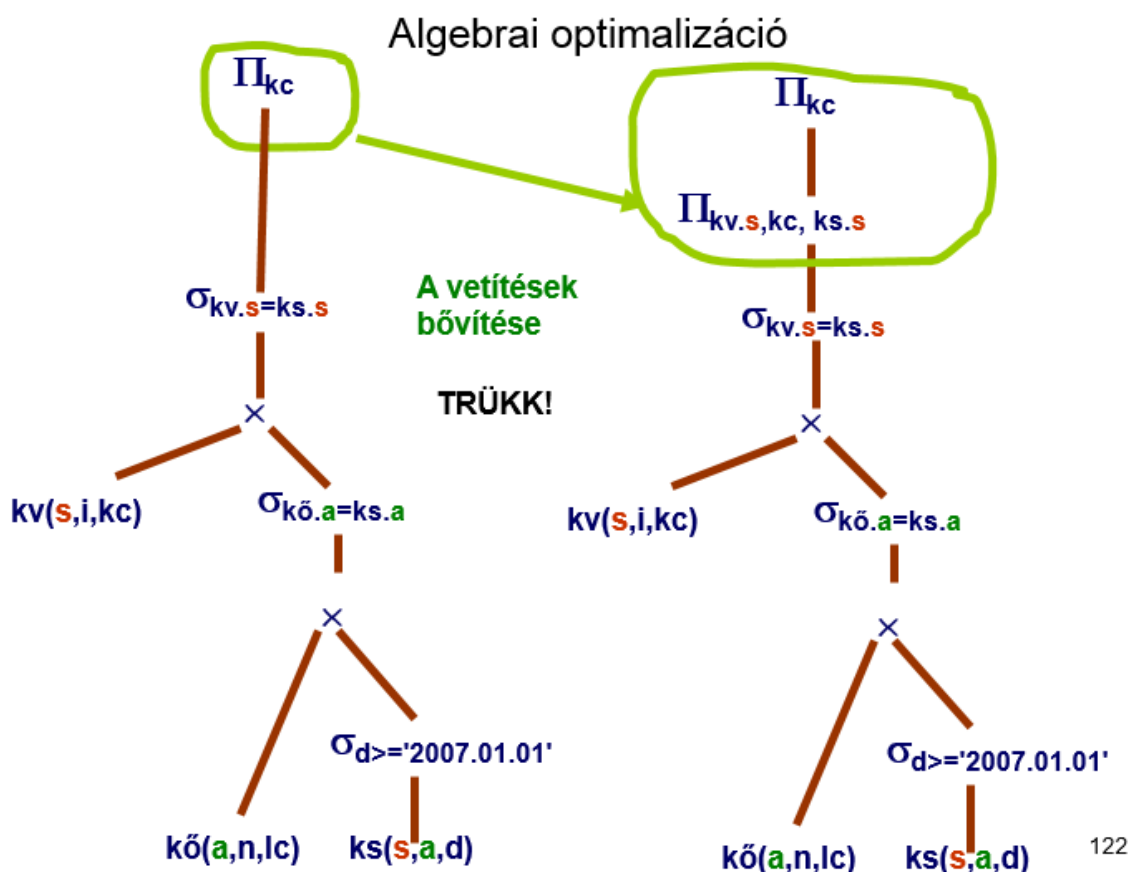 Algebrai optimalizáció
Πkc
σkv.s=ks.s
×
kv(s,i,kc)
σkő.a=ks.a
×
σd>='2007.01.01'
kő(a,n,lc)
ks(s,a,d)
A vetítések
bővítése
TRÜKK!
Πkc
Πkv.s,kc, ks.s
σkv.s=ks.s
×
kv(s,i,kc)
σkő.a=ks.a
×
σd>='2007.01.01'
kő(a,n,lc)
ks(s,a,d)
122